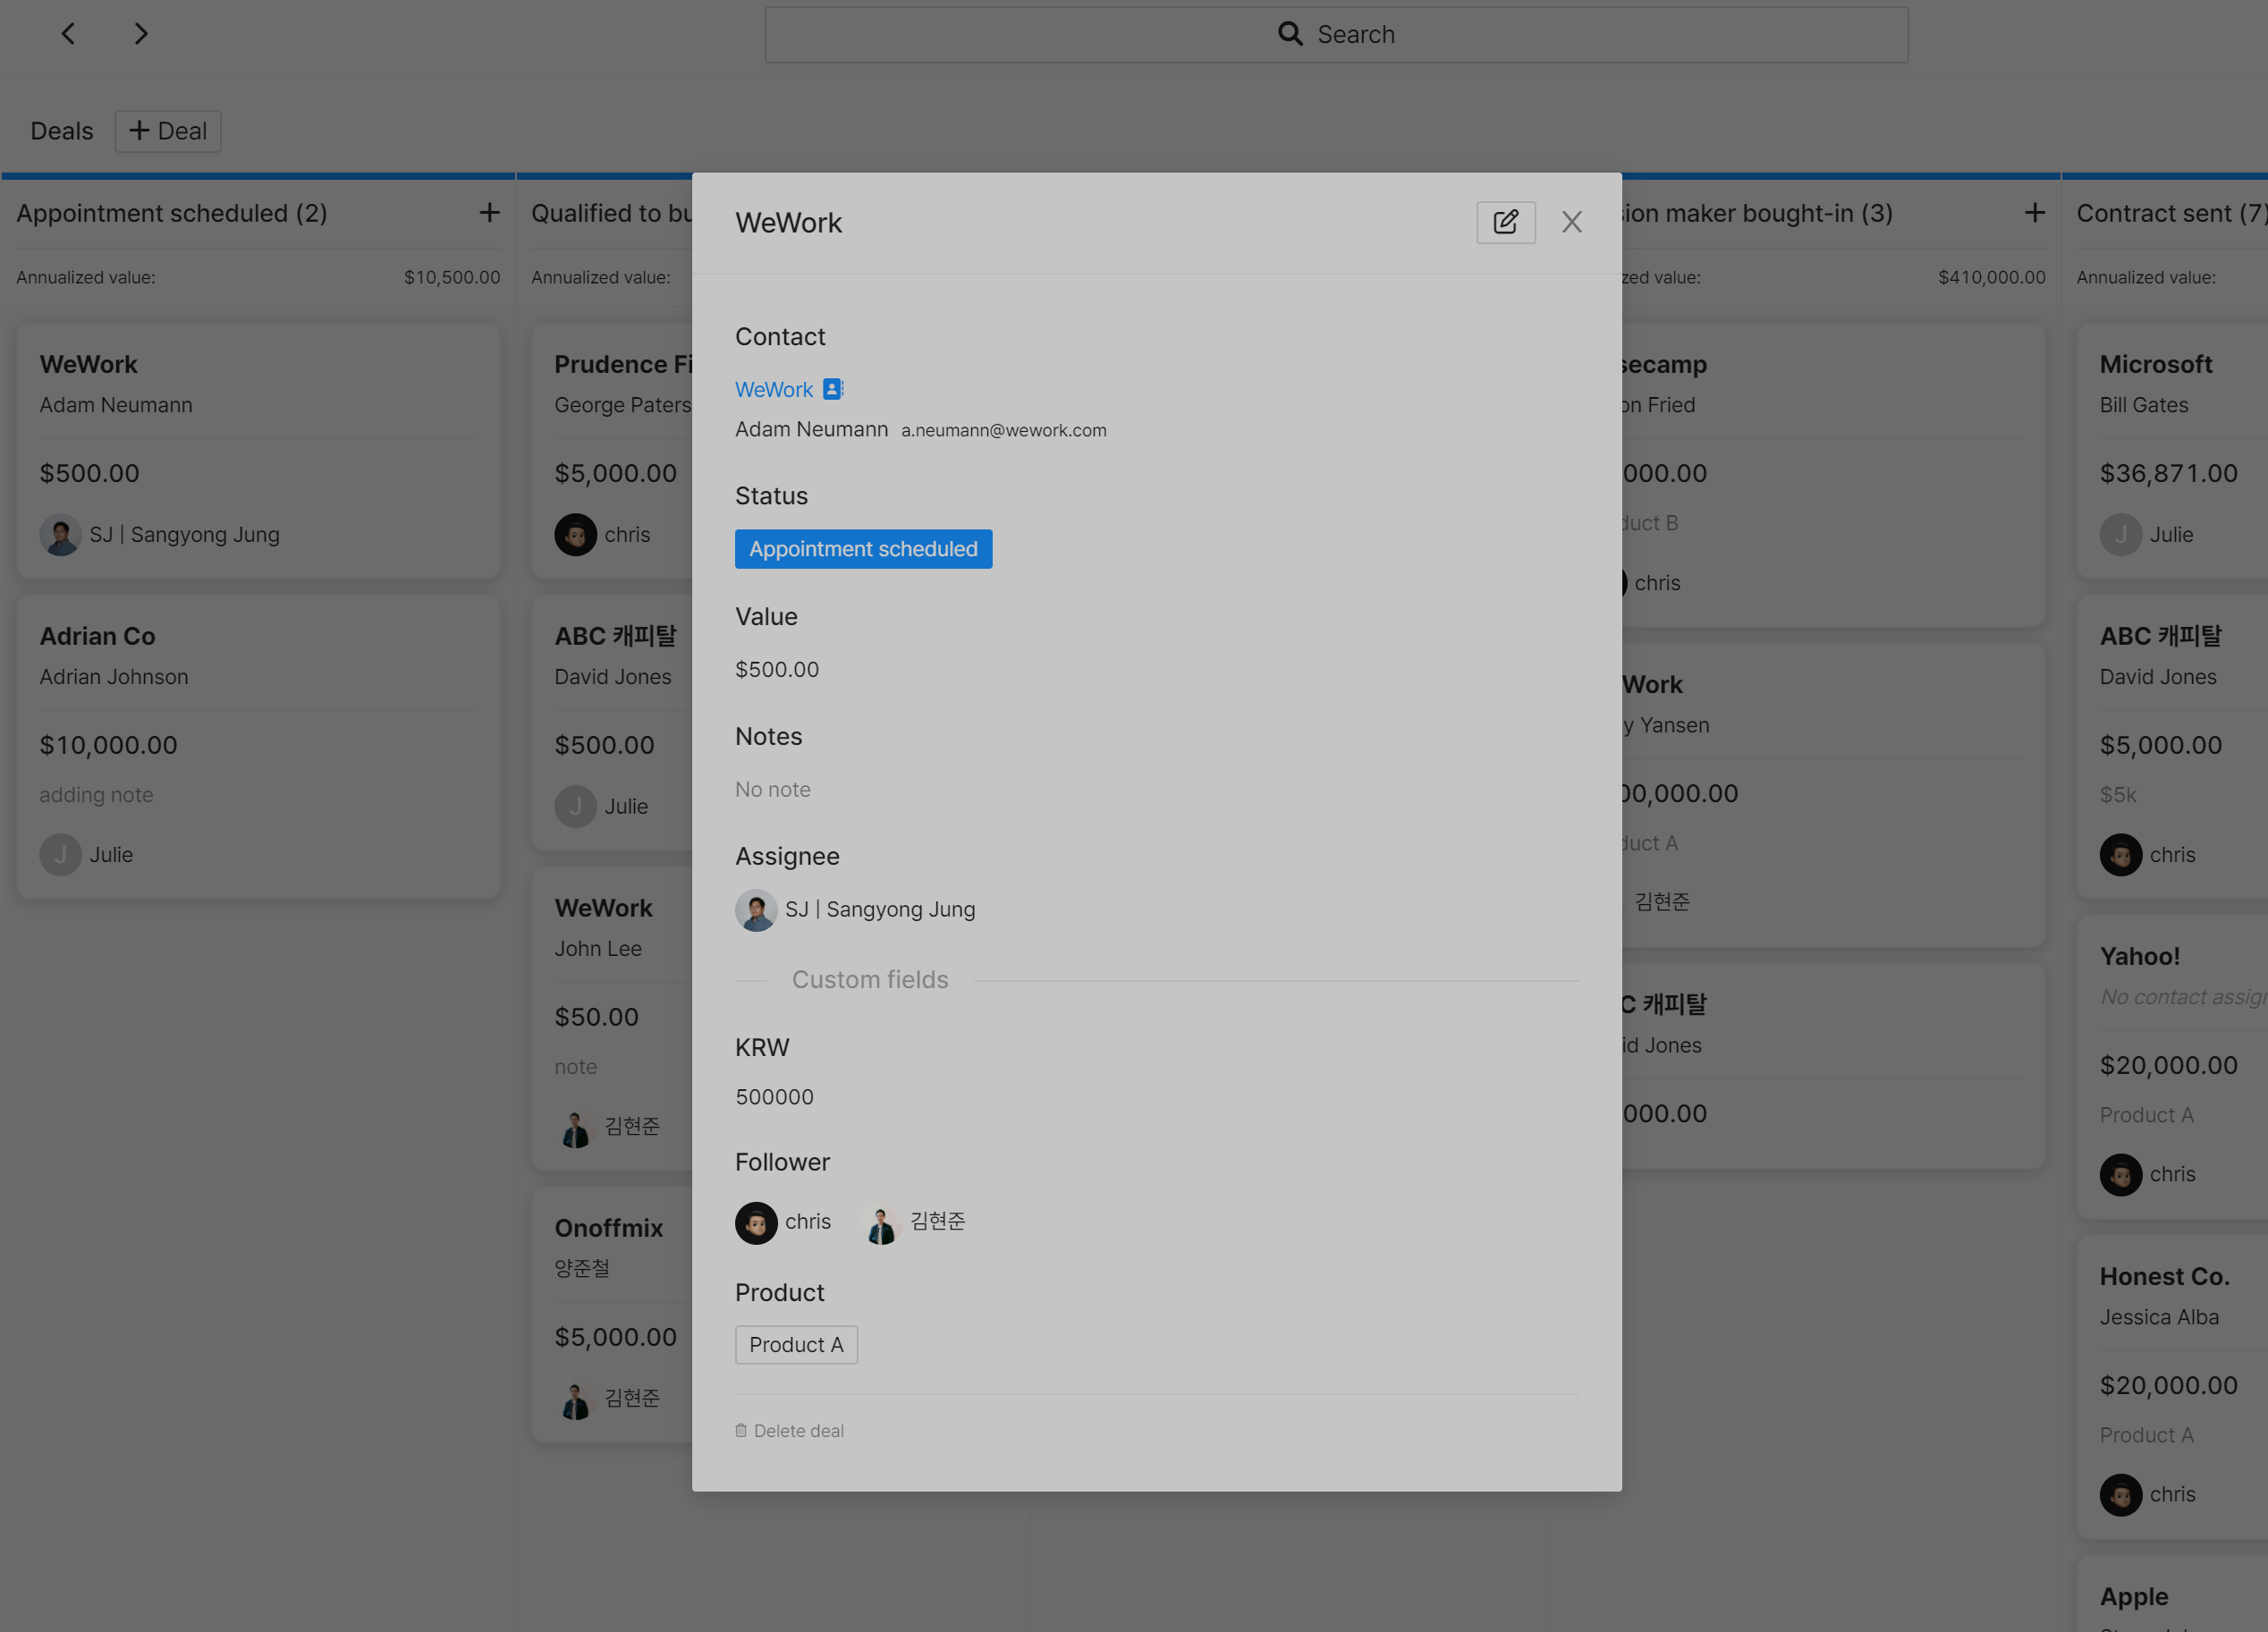 Search
Deals
Deal
Appointment scheduled (2)
Annualized value: $10,500.00
WeWork
Adam Neumann
$500.00
SJ | Sangyong Jung
Adrian Co
Adrian Johnson
$10,000.00
adding note
J Julie
Qualified to bu
Annualized value:
Prudence Fi
George Paters
$5,000.00
chris
ABC 캐피탈
David Jones
$500.00
J Julie
WeWork
John Lee
$50.00
note
김현준
Onoffmix
양준철
$5,000.00
김현준
WeWork
Contact
WeWork
Adam Neumann a.neumann@wework.com
Status
Appointment scheduled
Value
$500.00
Notes
No note
Assignee
SJ | Sangyong Jung
Custom fields
KRW
500000
Follower
chris 김현준
Product
Product A
Delete deal
sion maker bought-in (3)
zed value: $410,000.00
secamp
on Fried
000.00
duct B
chris
Work
y Yansen
00,000.00
duct A
김현준
C 캐피탈
id Jones
000.00
Contract sent (7)
Annualized value:
Microsoft
Bill Gates
$36,871.00
J Julie
ABC 캐피탈
David Jones
$5,000.00
$5k
chris
Yahoo!
No contact assign
$20,000.00
Product A
chris
Honest Co.
Jessica Alba
$20,000.00
Product A
chris
Apple